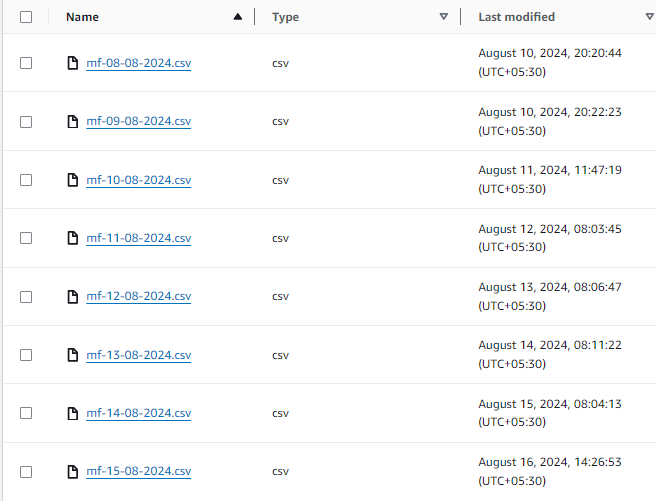 Name Type Last modified
mf-08-08-2024.csv csv August 10, 2024, 20:20:44
(UTC+05:30)
mf-09-08-2024.csv csv August 10, 2024, 20:22:23
(UTC+05:30)
mf-10-08-2024.csv csv August 11, 2024, 11:47:19
(UTC+05:30)
mf-11-08-2024.csv csv August 12, 2024, 08:03:45
(UTC+05:30)
mf-12-08-2024.csv csv August 13, 2024, 08:06:47
(UTC+05:30)
mf-13-08-2024.csv csv August 14, 2024, 08:11:22
(UTC+05:30)
mf-14-08-2024.csv csv August 15, 2024, 08:04:13
(UTC+05:30)
mf-15-08-2024.csv csv August 16, 2024, 14:26:53
(UTC+05:30)